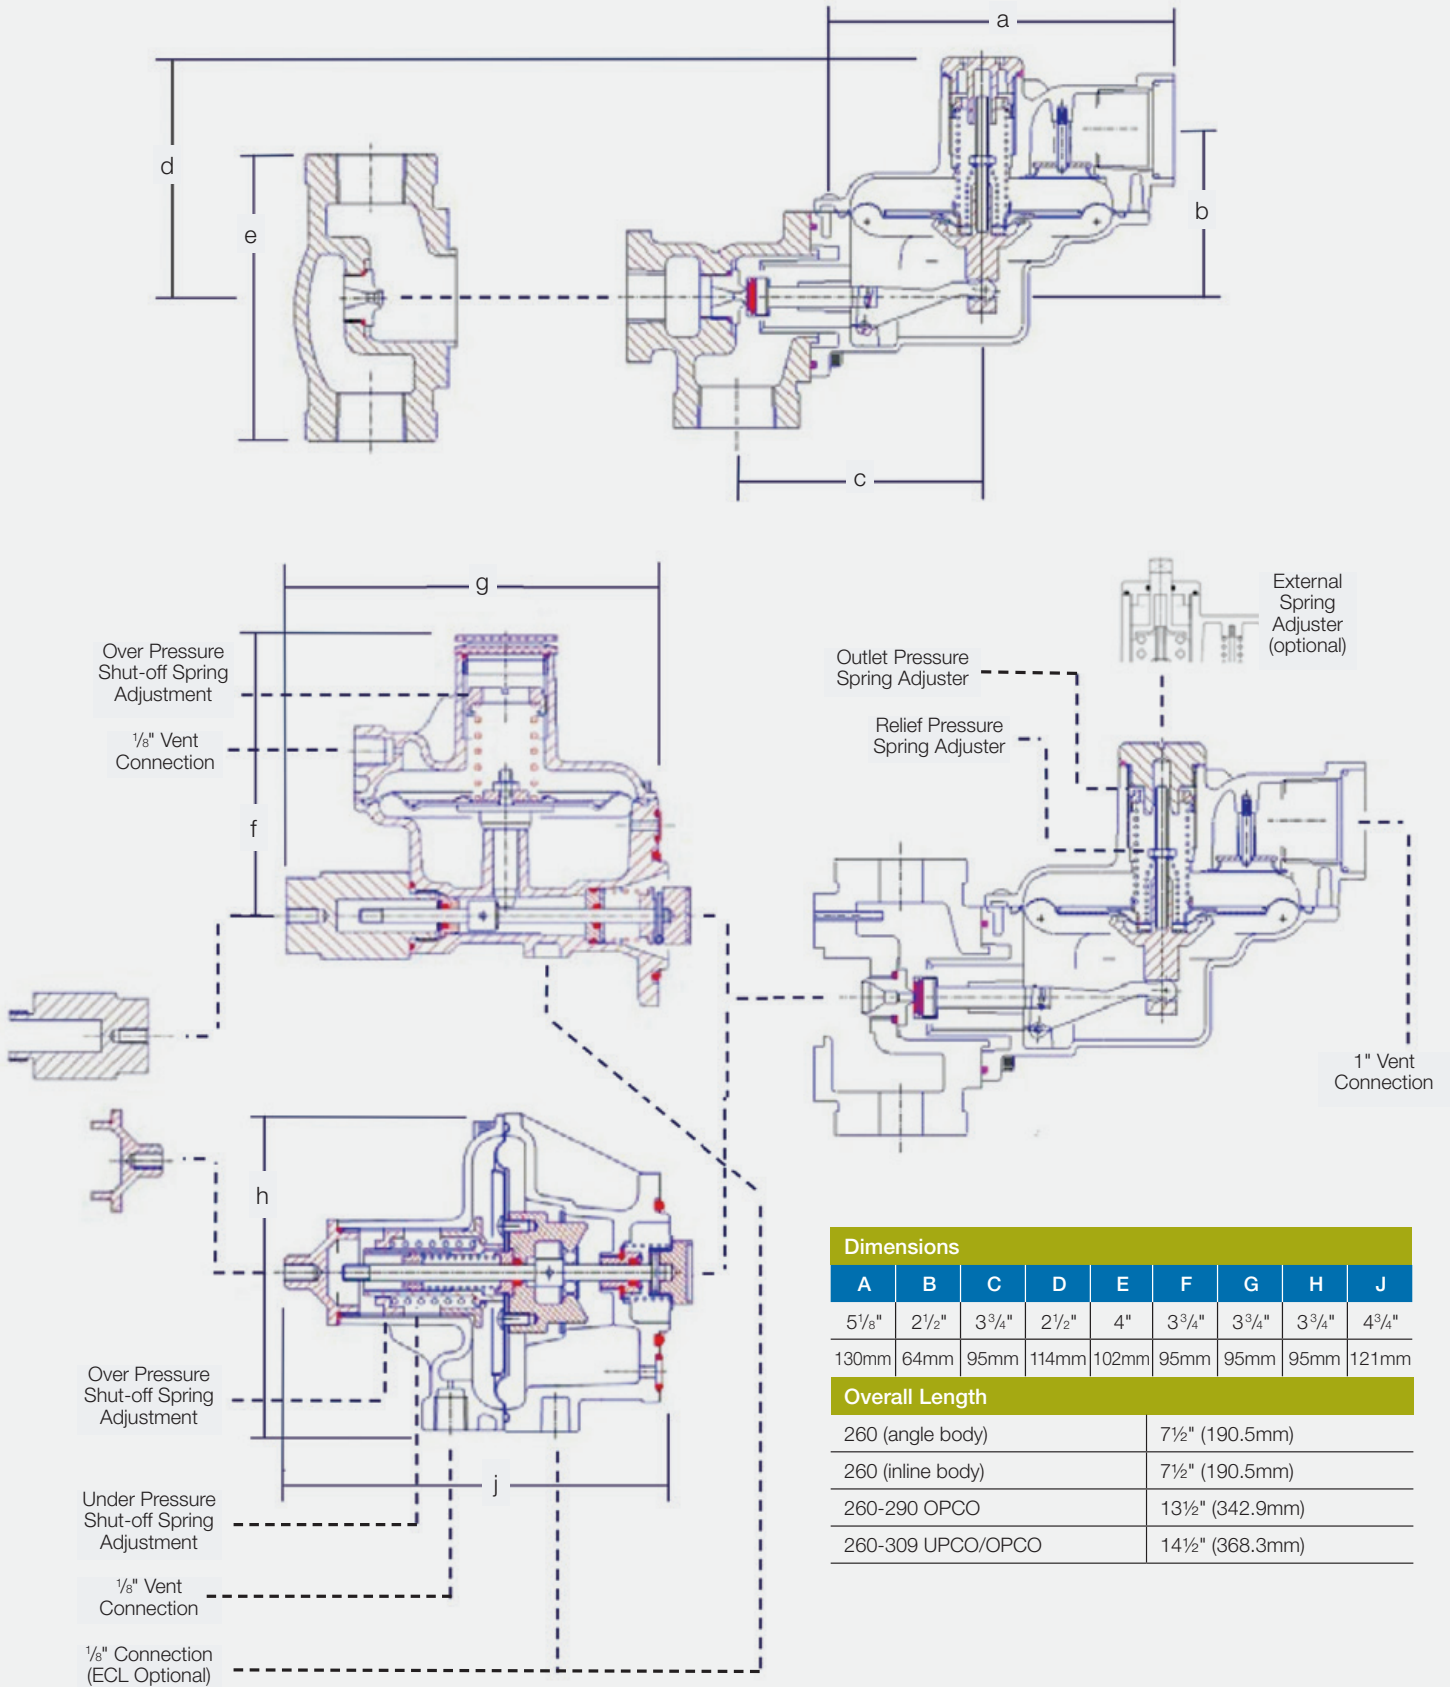 a
d
e
b
c
g
Over Pressure
Shut-off Spring
Adjustment
1/8" Vent
Connection
f
External
Spring
Adjuster
(optional)
Outlet Pressure
Spring Adjuster
Relief Pressure
Spring Adjuster
1" Vent
Connection
h
Over Pressure
Shut-off Spring
Adjustment
j
Under Pressure
Shut-off Spring
Adjustment
1/8" Vent
Connection
1/8" Connection
(ECL Optional)
Dimensions
A B C D E F G H J
5 1/8" 2 1/2" 3 3/4" 2 1/2" 4" 3 3/4" 3 3/4" 3 3/4" 4 3/4"
130mm 64mm 95mm 114mm 102mm 95mm 95mm 95mm 121mm
Overall Length
260 (angle body) 7½" (190.5mm)
260 (inline body) 7½" (190.5mm)
260-290 OPCO 13½" (342.9mm)
260-309 UPCO/OPCO 14½" (368.3mm)